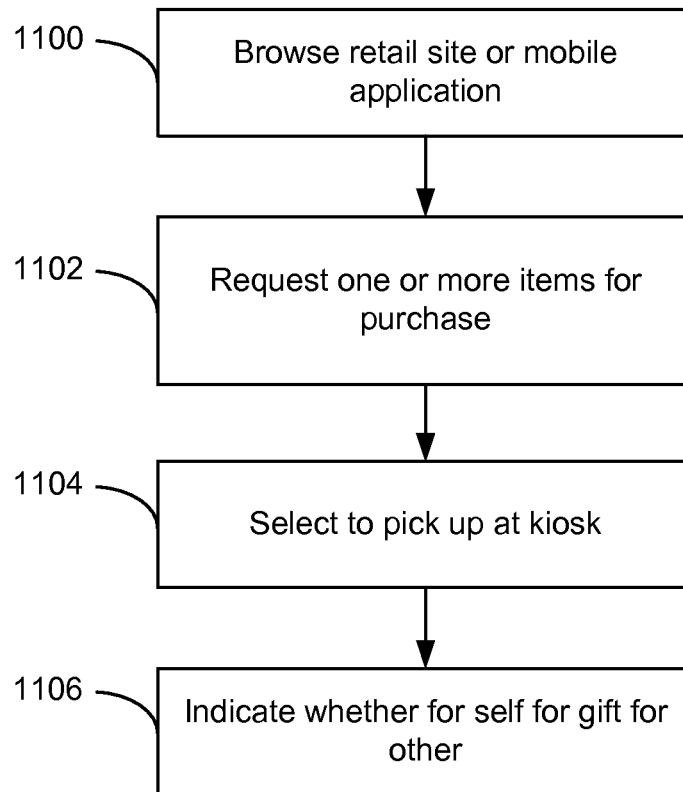 1100
Browse retail site or mobile
application
1102
Request one or more items for
purchase
1104
Select to pick up at kiosk
1106
Indicate whether for self for gift for
other